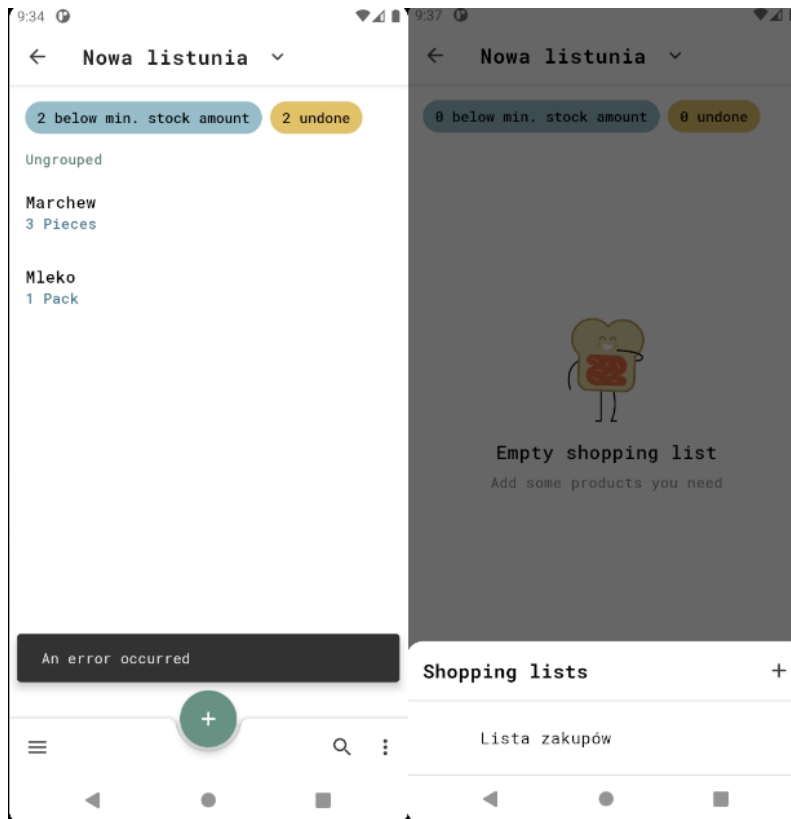 9:34
Nowa listunia
2 below min. stock amount
2 undone
Ungrouped
Marchew
3 Pieces
Mleko
1 Pack
An error occurred
9:37
Nowa listunia
0 below min. stock amount
0 undone
Empty shopping list
Add some products you need
Shopping lists
Lista zakupów